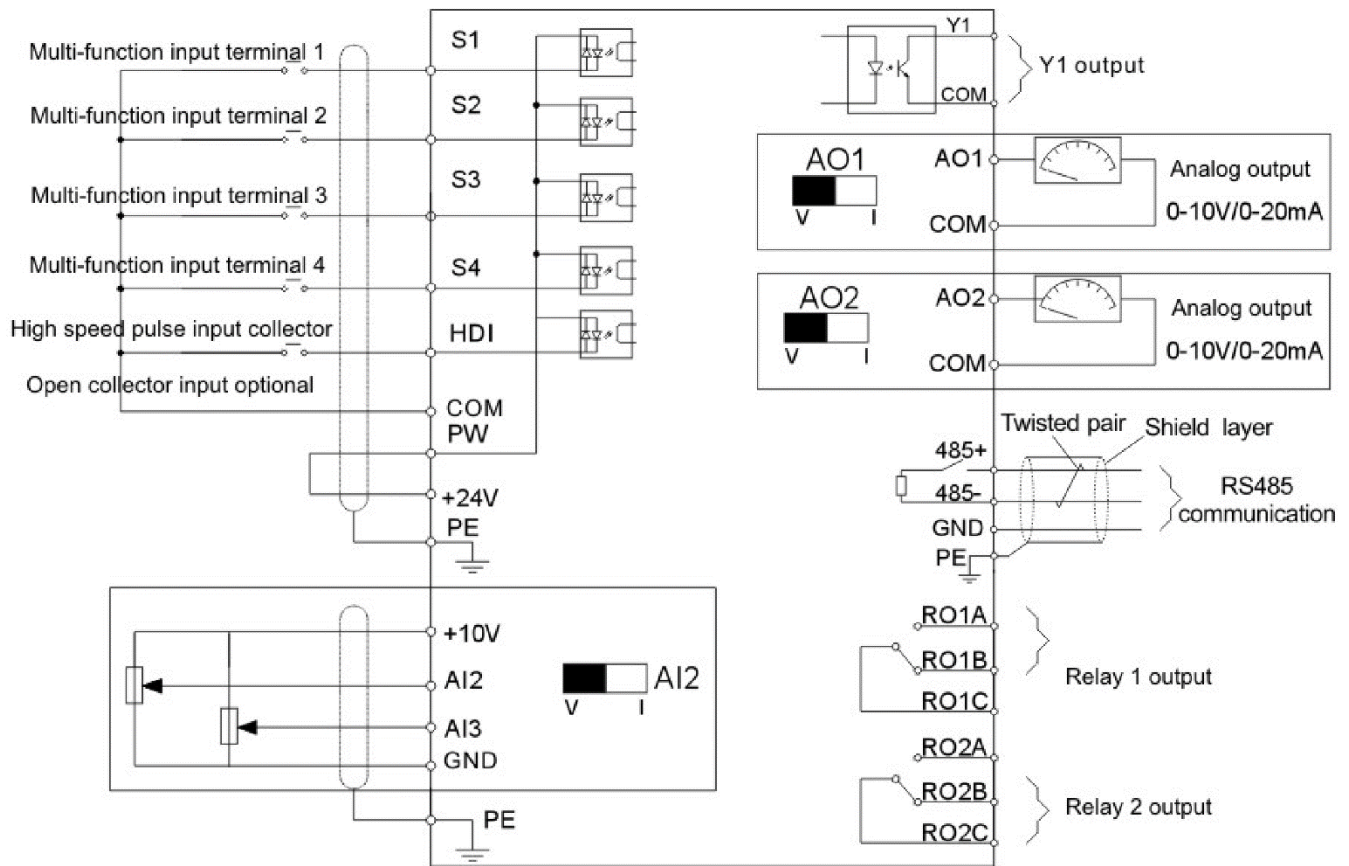 Multi-function input terminal 1
S1
Multi-function input terminal 2
S2
Multi-function input terminal 3
S3
Multi-function input terminal 4
S4
High speed pulse input collector
HDI
Open collector input optional
COM
PW
+24V
PE
+10V
AI2
AI3
GND
PE
AI2
V I
Y1
COM
Y1 output
AO1
V I
AO1
COM
Analog output
0-10V/0-20mA
AO2
V I
AO2
COM
Analog output
0-10V/0-20mA
Twisted pair
Shield layer
485+
485-
GND
PE
RS485
communication
RO1A
RO1B
RO1C
Relay 1 output
RO2A
RO2B
RO2C
Relay 2 output